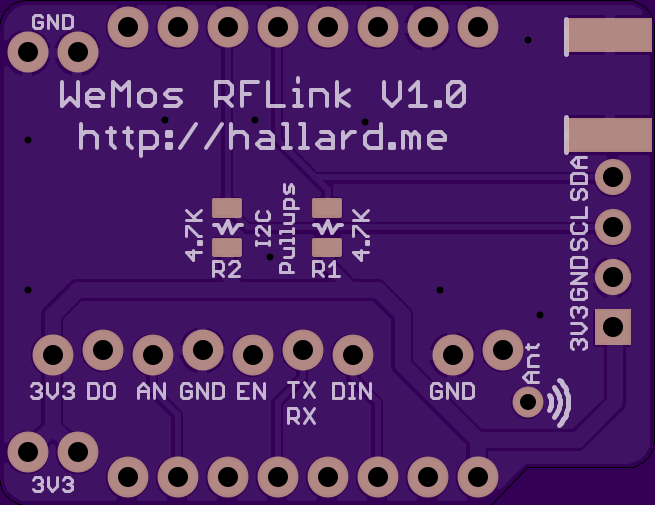 GND
WeMos RFLink V1.0
http://hallard.me
SDA
SCL
GND
3V3
4.7K
I2C
Pullups
4.7K
R2
R1
Ant
3V3 DO AN GND EN TX DIN GND
RX
3V3